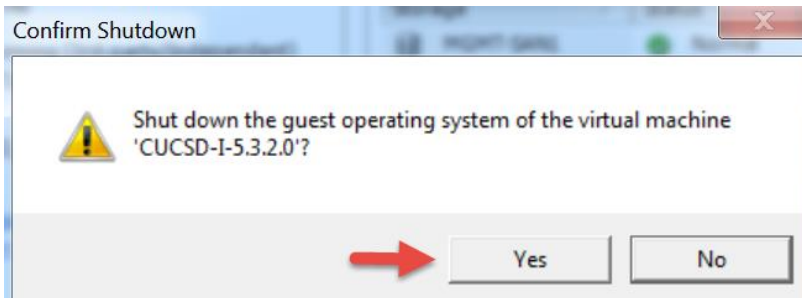 Confirm Shutdown
Shut down the guest operating system of the virtual machine
'CUCSD-I-5.3.2.0'?
Yes
No